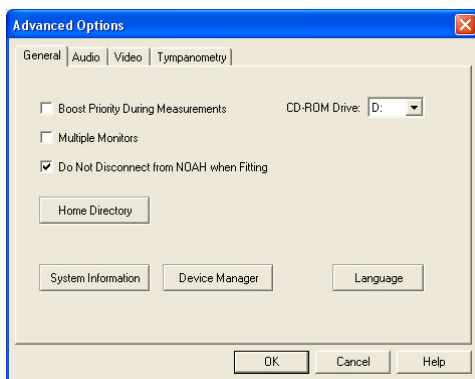 Advanced Options
General Audio Video Tympanometry
Boost Priority During Measurements CD-ROM Drive: D:
Multiple Monitors
Do Not Disconnect from NOAH when Fitting
Home Directory
System Information Device Manager Language
OK Cancel Help